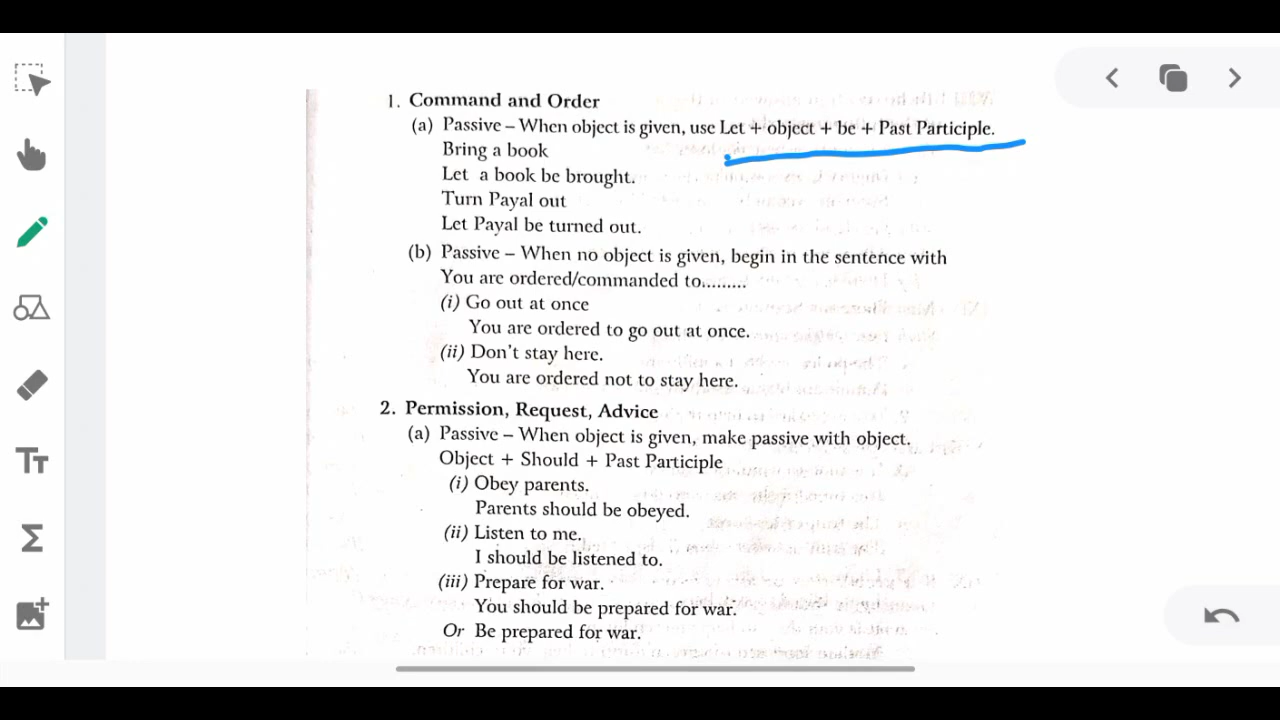 1. Command and Order
(a) Passive – When object is given, use Let + object + be + Past Participle.
Bring a book
Let a book be brought.
Turn Payal out
Let Payal be turned out.
(b) Passive – When no object is given, begin in the sentence with
You are ordered/commanded to.........
(i) Go out at once
You are ordered to go out at once.
(ii) Don't stay here.
You are ordered not to stay here.
2. Permission, Request, Advice
(a) Passive – When object is given, make passive with object.
Object + Should + Past Participle
(i) Obey parents.
Parents should be obeyed.
(ii) Listen to me.
I should be listened to.
(iii) Prepare for war.
You should be prepared for war.
Or Be prepared for war.
TT
Σ